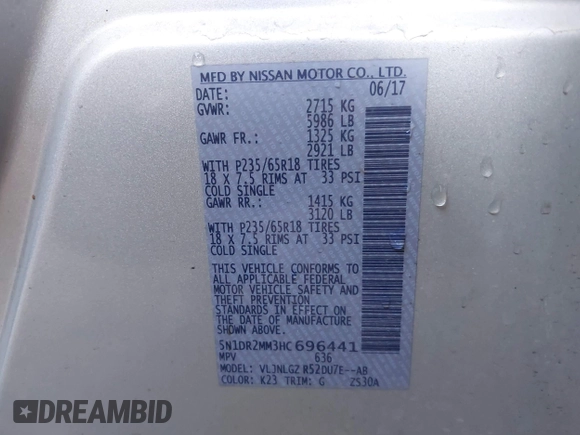 MFD BY NISSAN MOTOR CO., LTD.
DATE: 06/17
GVWR: 2715 KG
5986 LB
GAWR FR.: 1325 KG
2921 LB
WITH P235/65R18 TIRES
18 X 7.5 RIMS AT 33 PSI
COLD SINGLE
GAWR RR.: 1415 KG
3120 LB
WITH P235/65R18 TIRES
18 X 7.5 RIMS AT 33 PSI
COLD SINGLE
THIS VEHICLE CONFORMS TO
ALL APPLICABLE FEDERAL
MOTOR VEHICLE SAFETY AND
THEFT PREVENTION
STANDARDS IN EFFECT ON
THE DATE OF MANUFACTURE
SHOWN ABOVE.
5N1DR2MM3HC696441
MPV 636
MODEL: VLJNLGZ R52DU7E--AB
COLOR: K23 TRIM: G ZS30A
RideSafely.com